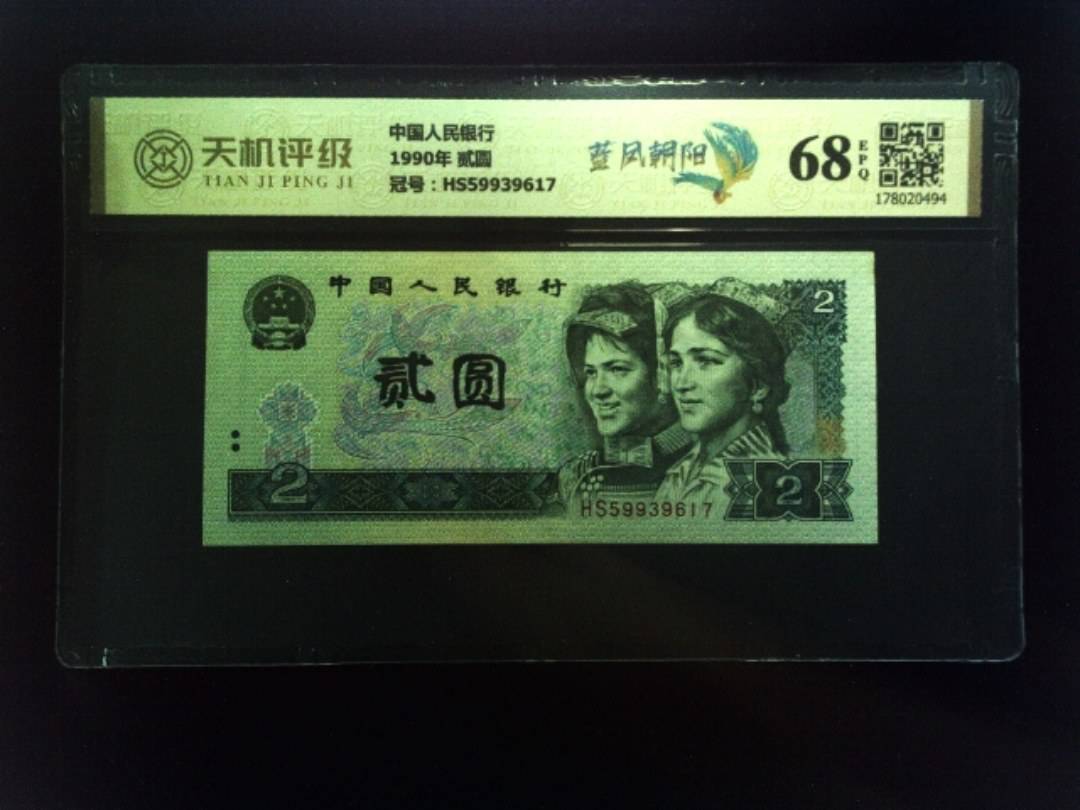 天机评级
TIAN JI PING JI
中国人民银行
1990年 贰圆
冠号：HS59939617
蓝凤朝阳
68
EPQ
178020494
中国人民银行
2
贰圆
2
HS59939617
2